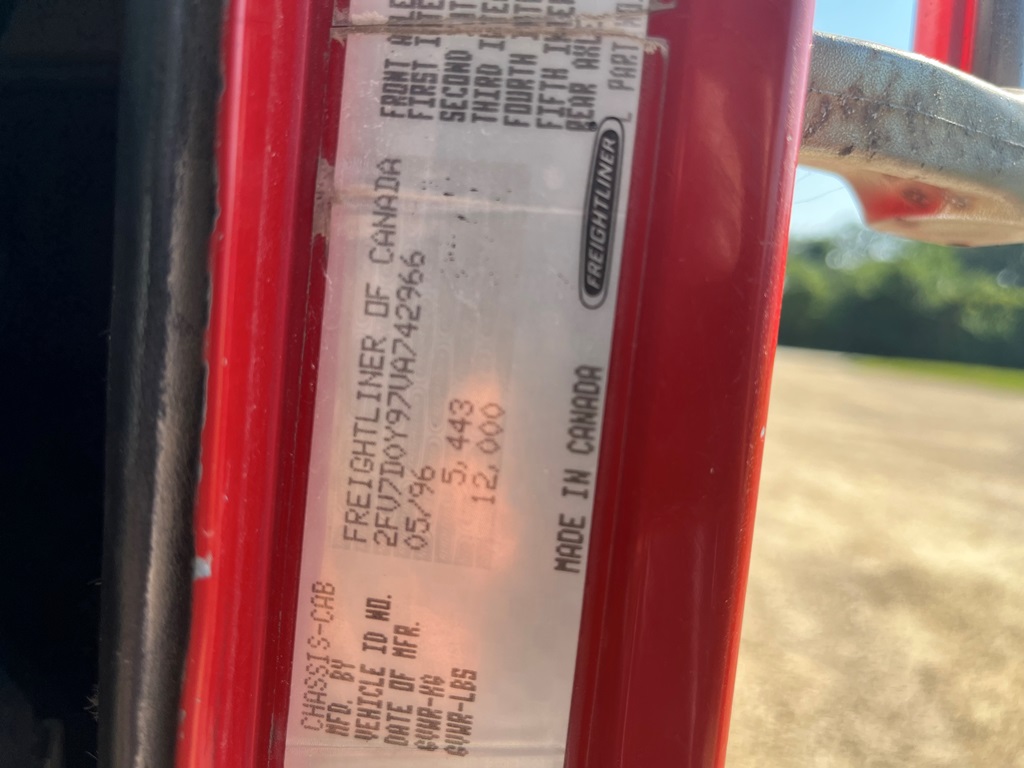 CHASSIS-CAB
MFD. BY FREIGHTLINER OF CANADA
VEHICLE ID NO. 2FV7D0Y97VA742966
DATE OF MFR. 05/96
GVWR-KG 5,443
GVWR-LBS 12,000
MADE IN CANADA
FREIGHTLINER
FRONT
FIRST
SECOND
THIRD
FOURTH
FIFTH
REAR
PART NO.